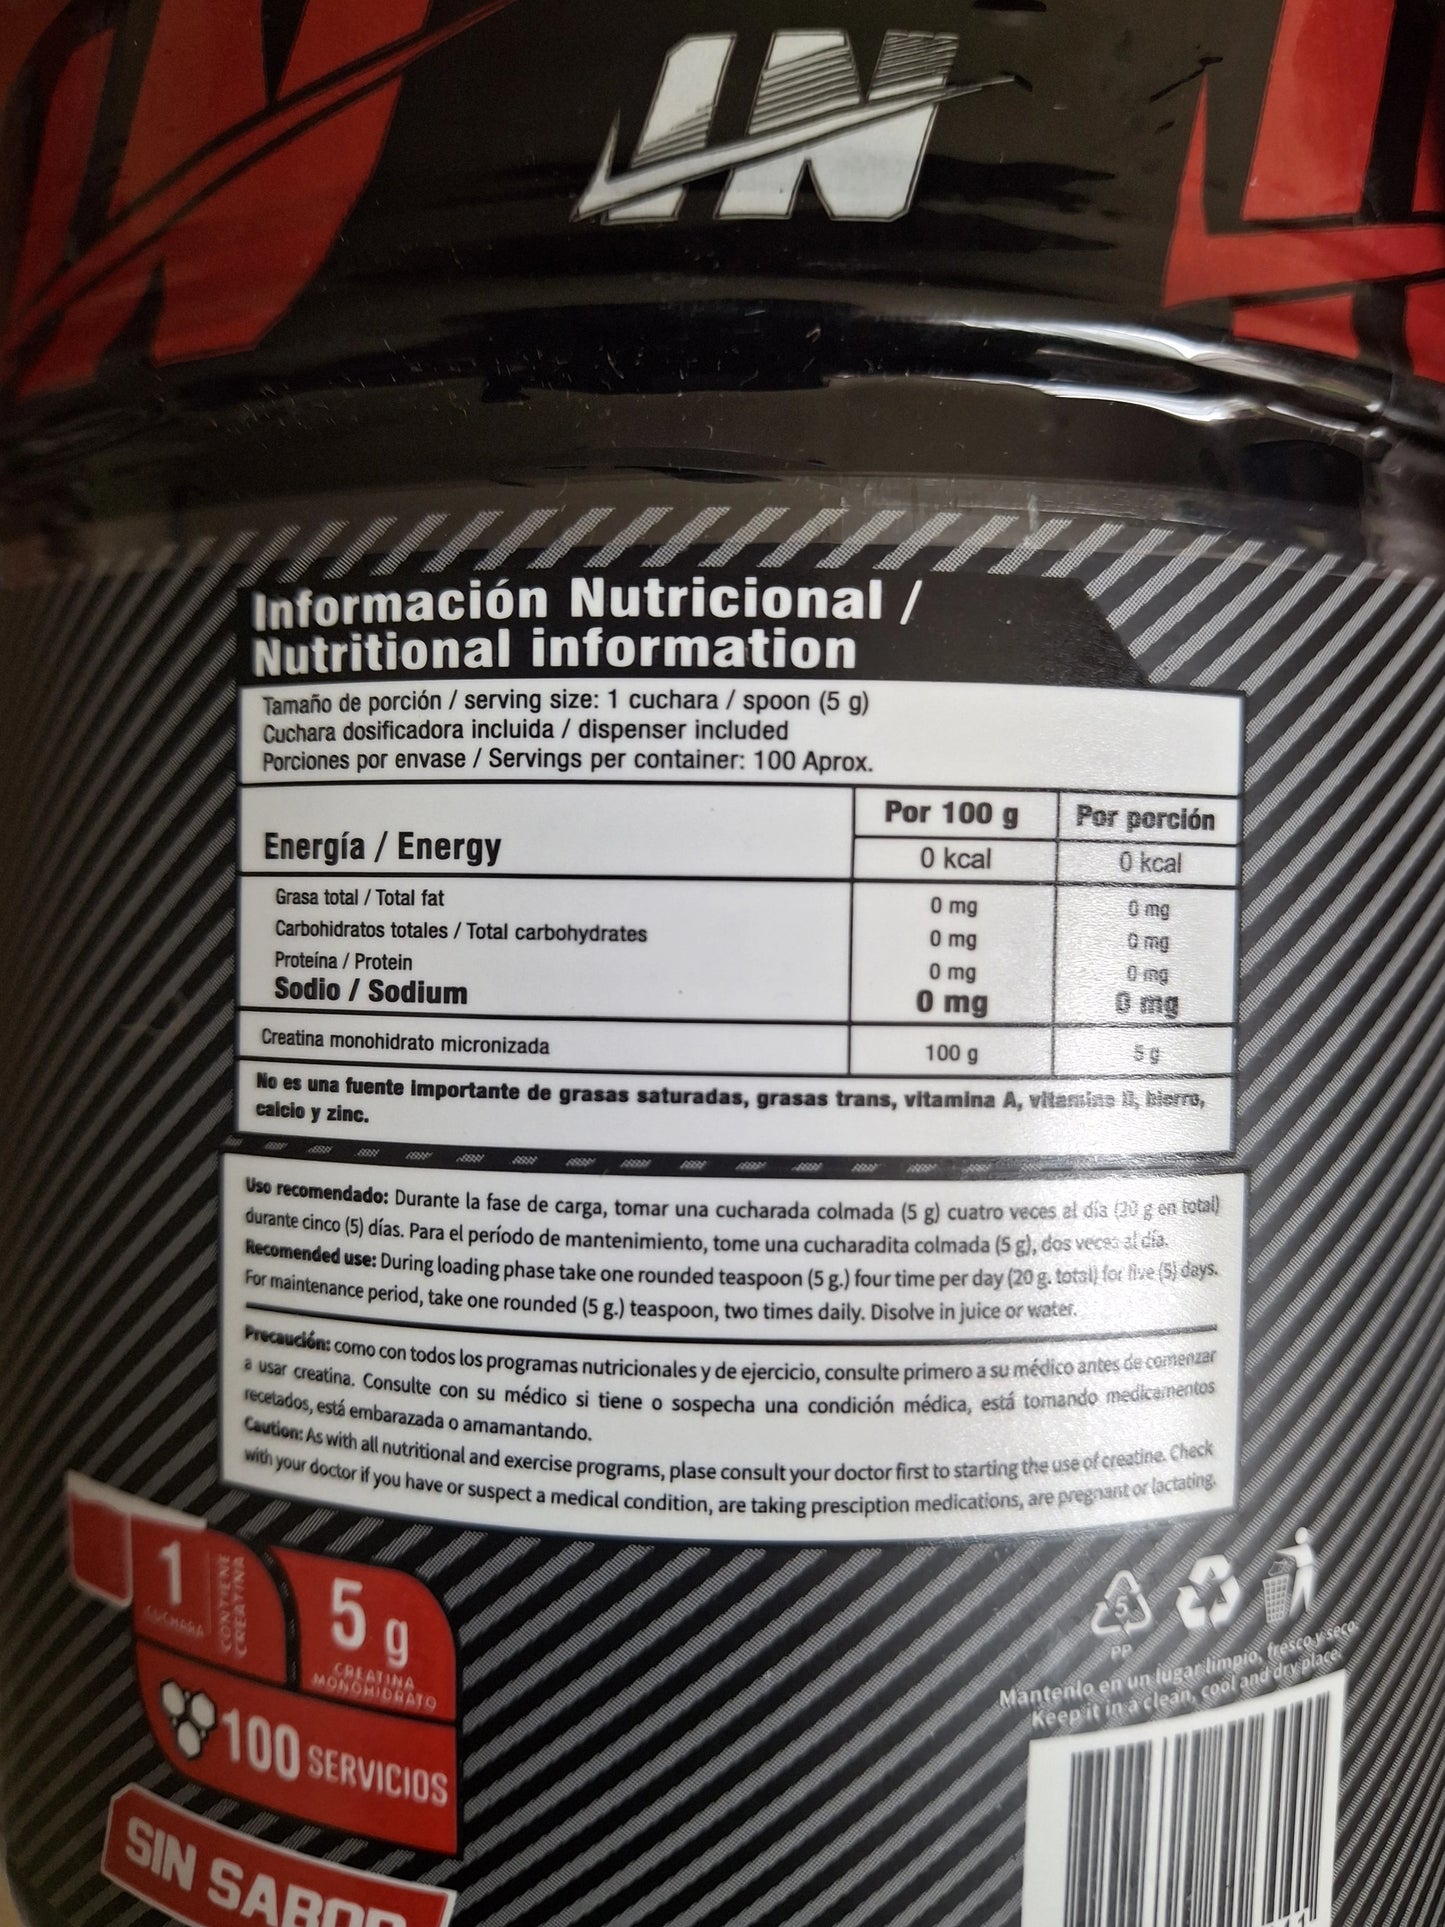 IN
Información Nutricional /
Nutritional information
Tamaño de porción / serving size: 1 cuchara / spoon (5 g)
Cuchara dosificadora incluida / dispenser included
Porciones por envase / Servings per container: 100 Aprox.
Por 100 g Por porción
Energía / Energy 0 kcal 0 kcal
Grasa total / Total fat 0 mg 0 mg
Carbohidratos totales / Total carbohydrates 0 mg 0 mg
Proteína / Protein 0 mg 0 mg
Sodio / Sodium 0 mg 0 mg
Creatina monohidrato micronizada 100 g 5 g
No es una fuente importante de grasas saturadas, grasas trans, vitamina A, vitamina D, hierro,
calcio y zinc.
Uso recomendado: Durante la fase de carga, tomar una cucharada colmada (5 g) cuatro veces al día (20 g en total)
durante cinco (5) días. Para el período de mantenimiento, tome una cucharadita colmada (5 g), dos veces al día.
Recomended use: During loading phase take one rounded teaspoon (5 g.) four time per day (20 g. total) for five (5) days.
For maintenance period, take one rounded (5 g.) teaspoon, two times daily. Disolve in juice or water.
Precaución: como con todos los programas nutricionales y de ejercicio, consulte primero a su médico antes de comenzar
a usar creatina. Consulte con su médico si tiene o sospecha una condición médica, está tomando medicamentos
recetados, está embarazada o amamantando.
Caution: As with all nutritional and exercise programs, plase consult your doctor first to starting the use of creatine. Check
with your doctor if you have or suspect a medical condition, are taking presciption medications, are pregnant or lactating.
1
CUCHARA
CONTIENE
CREATINA
5 g
CREATINA
MONOHIDRATO
100 SERVICIOS
SIN SABOR
5
PP
Mantenlo en un lugar limpio, fresco y seco.
Keep it in a clean, cool and dry place.